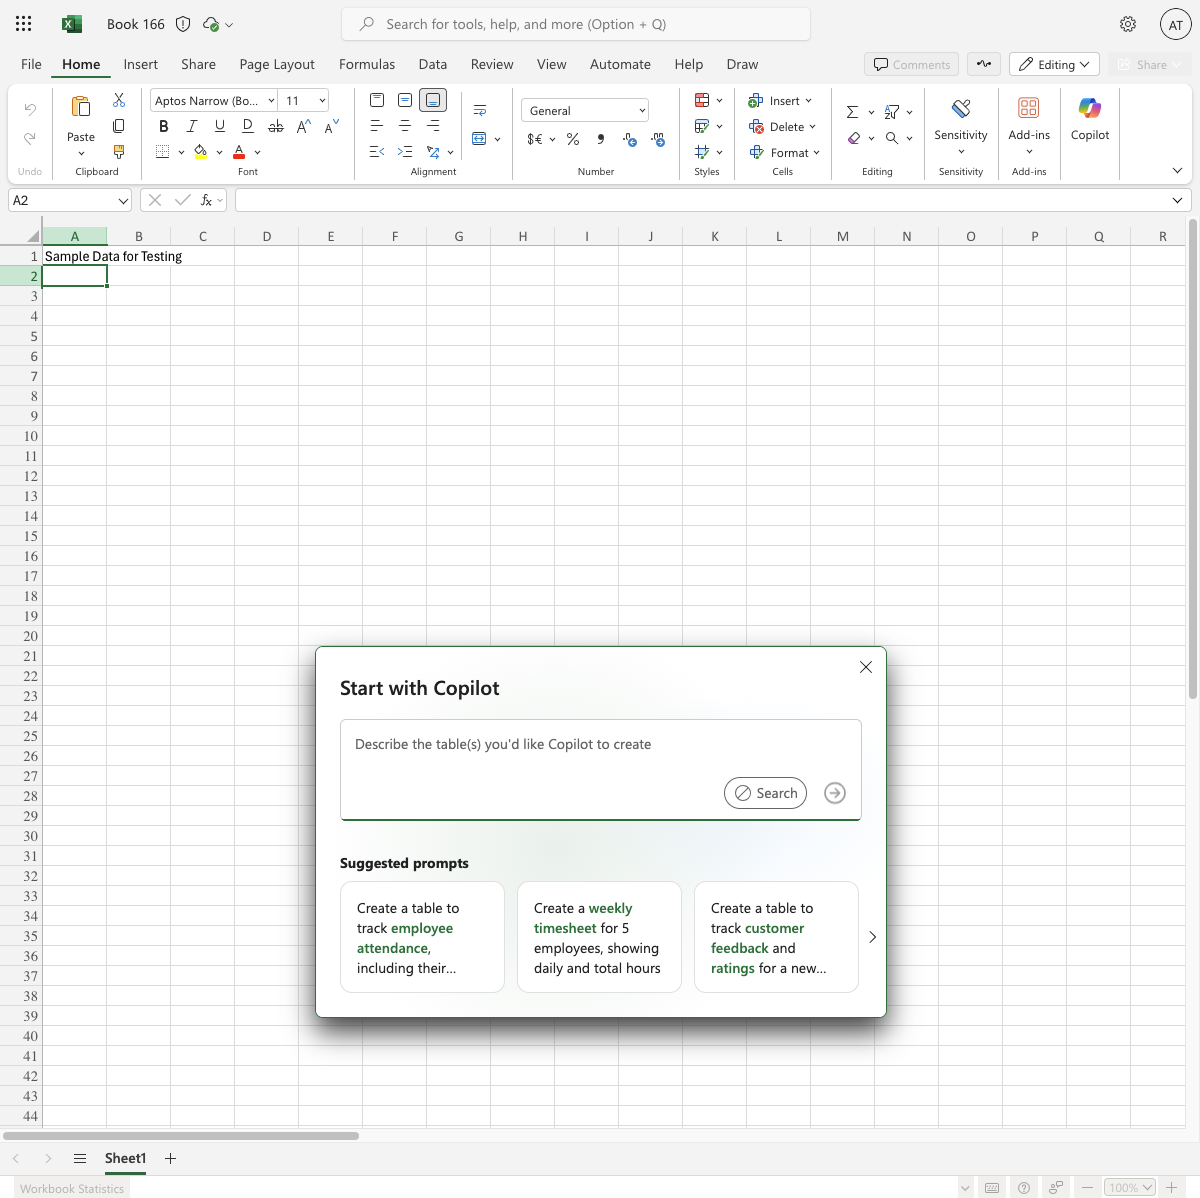 Book 166
Search for tools, help, and more (Option + Q)
AT
File Home Insert Share Page Layout Formulas Data Review View Automate Help Draw
Comments Editing Share
Undo
Paste
Clipboard
Aptos Narrow (Bo... 11
B I U D ab A A
A
Font
Alignment
General
$€ % 9
Number
Styles
Insert
Delete
Format
Cells
Editing
Sensitivity
Sensitivity
Add-ins
Add-ins
Copilot
A2
fx
A B C D E F G H I J K L M N O P Q R
1 Sample Data for Testing
2
3
4
5
6
7
8
9
10
11
12
13
14
15
16
17
18
19
20
21
22
23
24
25
26
27
28
29
30
31
32
33
34
35
36
37
38
39
40
41
42
43
44
Start with Copilot
Describe the table(s) you'd like Copilot to create
Search
Suggested prompts
Create a table to
track employee
attendance,
including their...
Create a weekly
timesheet for 5
employees, showing
daily and total hours
Create a table to
track customer
feedback and
ratings for a new...
Sheet1
Workbook Statistics
100%